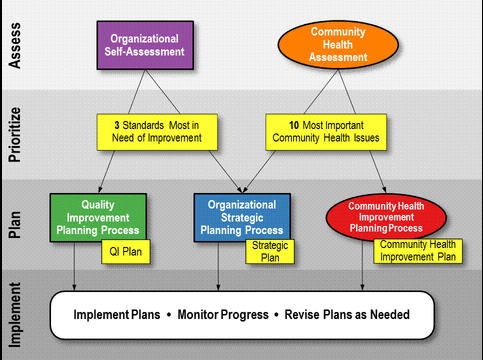 Assess
Organizational
Self-Assessment
Community
Health
Assessment
Prioritize
3 Standards Most in
Need of Improvement
10 Most Important
Community Health Issues
Plan
Quality
Improvement
Planning Process
QI Plan
Organizational
Strategic
Planning Process
Strategic
Plan
Community Health
Improvement
Planning Process
Community Health
Improvement Plan
Implement
Implement Plans • Monitor Progress • Revise Plans as Needed